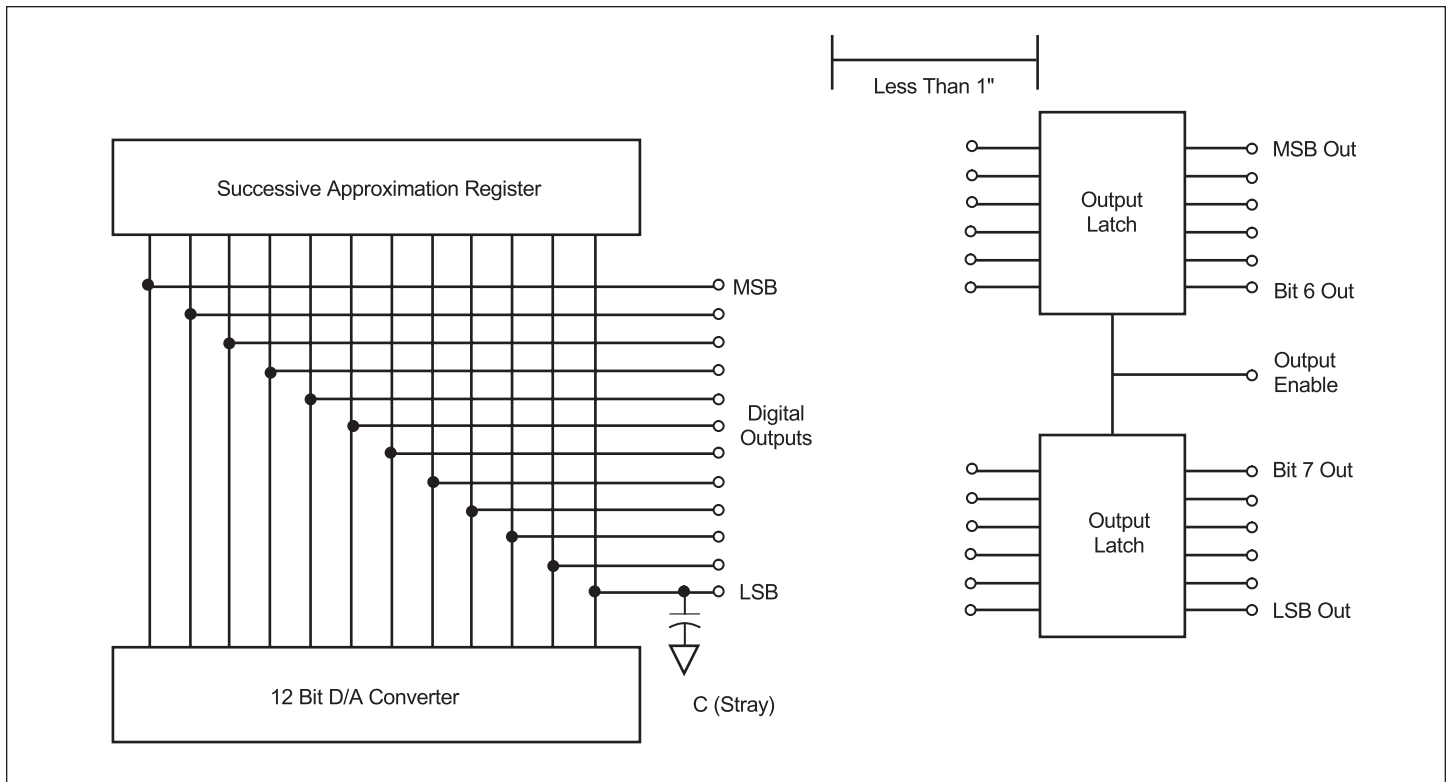 Less Than 1"
Successive Approximation Register
MSB
Digital
Outputs
LSB
C (Stray)
12 Bit D/A Converter
Output
Latch
MSB Out
Bit 6 Out
Output
Enable
Output
Latch
Bit 7 Out
LSB Out